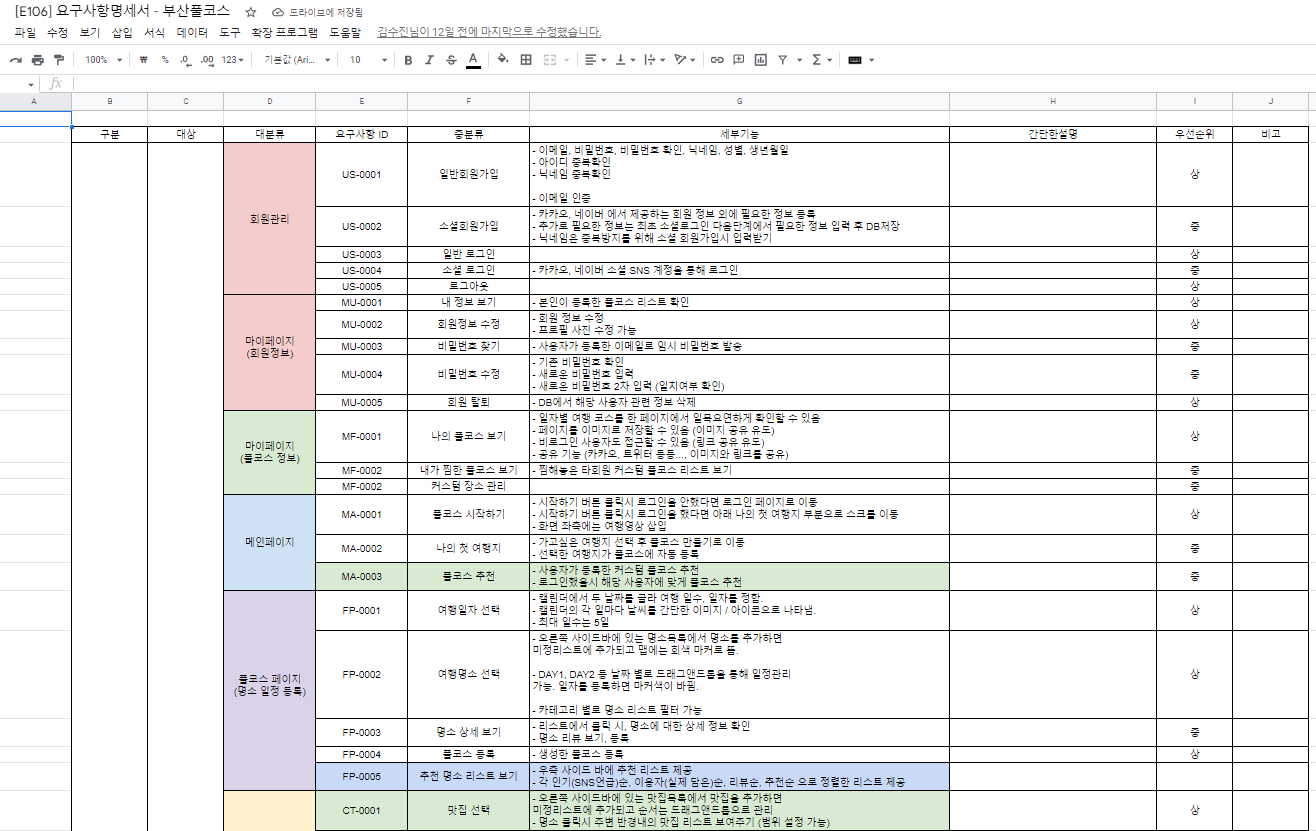 [E106] 요구사항명세서 - 부산풀코스 드라이브에 저장됨
파일 수정 보기 삽입 서식 데이터 도구 확장 프로그램 도움말 김수진님이 12일 전에 마지막으로 수정했습니다.
100% ₩ % .0 .00 123 기본값 (Ari... 10 B I S A
fx
A B C D E F G H I J
구분 대상 대분류 요구사항 ID 중분류 세부기능 간단한설명 우선순위 비고
회원관리
US-0001 일반회원가입
- 이메일, 비밀번호, 비밀번호 확인, 닉네임, 성별, 생년월일
- 아이디 중복확인
- 닉네임 중복확인
- 이메일 인증
상
US-0002 소셜회원가입
- 카카오, 네이버 에서 제공하는 회원 정보 외에 필요한 정보 등록
- 추가로 필요한 정보는 최초 소셜로그인 다음단계에서 필요한 정보 입력 후 DB저장
- 닉네임은 중복방지를 위해 소셜 회원가입시 입력받기
중
US-0003 일반 로그인 상
US-0004 소셜 로그인 - 카카오, 네이버 소셜 SNS 계정을 통해 로그인 중
US-0005 로그아웃 상
마이페이지
(회원정보)
MU-0001 내 정보 보기 - 본인이 등록한 풀코스 리스트 확인 상
MU-0002 회원정보 수정
- 회원 정보 수정
- 프로필 사진 수정 가능
상
MU-0003 비밀번호 찾기 - 사용자가 등록한 이메일로 임시 비밀번호 발송 중
MU-0004 비밀번호 수정
- 기존 비밀번호 확인
- 새로운 비밀번호 입력
- 새로운 비밀번호 2차 입력 (일치여부 확인)
중
MU-0005 회원 탈퇴 - DB에서 해당 사용자 관련 정보 삭제 상
마이페이지
(풀코스 정보)
MF-0001 나의 풀코스 보기
- 일자별 여행 코스를 한 페이지에서 일목요연하게 확인할 수 있음
- 페이지를 이미지로 저장할 수 있음 (이미지 공유 유도)
- 비로그인 사용자도 접근할 수 있음 (링크 공유 유도)
- 공유 기능 (카카오, 트위터 등등..., 이미지와 링크를 공유)
상
MF-0002 내가 찜한 풀코스 보기 - 찜해놓은 타회원 커스텀 풀코스 리스트 보기 중
MF-0002 커스텀 장소 관리 중
메인페이지
MA-0001 풀코스 시작하기
- 시작하기 버튼 클릭시 로그인을 안했다면 로그인 페이지로 이동
- 시작하기 버튼 클릭시 로그인을 했다면 아래 나의 첫 여행지 부분으로 스크롤 이동
- 화면 좌측에는 여행영상 삽입
상
MA-0002 나의 첫 여행지
- 가고싶은 여행지 선택 후 풀코스 만들기로 이동
- 선택한 여행지가 풀코스에 자동 등록
중
MA-0003 풀코스 추천
- 사용자가 등록한 커스텀 풀코스 추천
- 로그인했을시 해당 사용자에 맞게 풀코스 추천
중
풀코스 페이지
(명소 일정 등록)
FP-0001 여행일자 선택
- 캘린더에서 두 날짜를 골라 여행 일수, 일자를 정함.
- 캘린더의 각 일마다 날씨를 간단한 이미지 / 아이콘으로 나타냄.
- 최대 일수는 5일
상
FP-0002 여행명소 선택
- 오른쪽 사이드바에 있는 명소목록에서 명소를 추가하면
미정리스트에 추가되고 맵에는 회색 마커로 뜸.
- DAY1, DAY2 등 날짜 별로 드래그앤드롭을 통해 일정관리
가능. 일자를 등록하면 마커색이 바뀜.
- 카테고리 별로 명소 리스트 필터 가능
상
FP-0003 명소 상세 보기
- 리스트에서 클릭 시, 명소에 대한 상세 정보 확인
- 명소 리뷰 보기, 등록
중
FP-0004 풀코스 등록 - 생성한 풀코스 등록 상
FP-0005 추천 명소 리스트 보기
- 우측 사이드 바에 추천 리스트 제공
- 각 인기(SNS언급)순, 이용자(실제 담은)순, 리뷰순, 추천순 으로 정렬한 리스트 제공
CT-0001 맛집 선택
- 오른쪽 사이드바에 있는 맛집목록에서 맛집을 추가하면
미정리스트에 추가되고 순서는 드래그앤드롭으로 관리
- 명소 클릭시 주변 반경내의 맛집 리스트 보여주기 (범위 설정 가능)
상